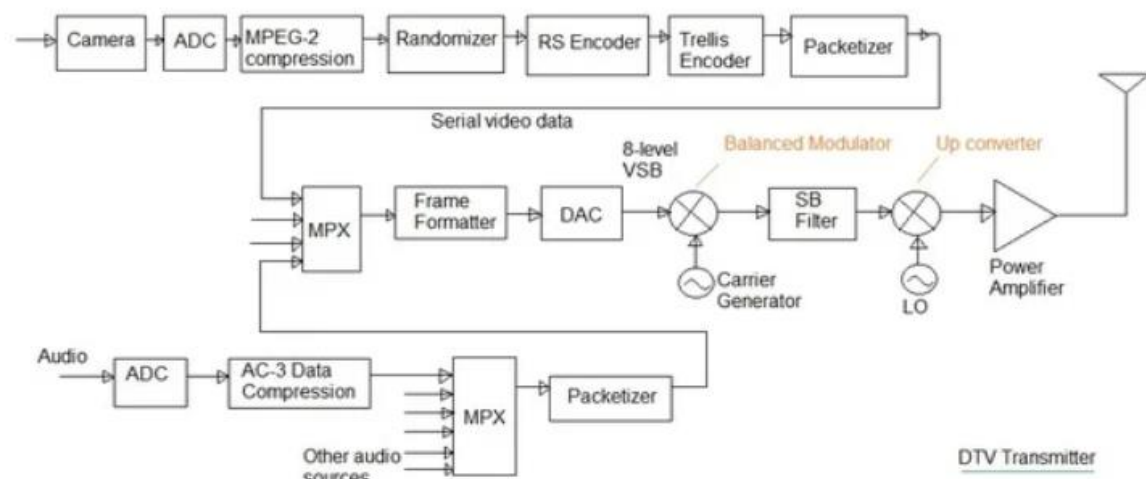 Camera
ADC
MPEG-2
compression
Randomizer
RS Encoder
Trellis
Encoder
Packetizer
Serial video data
8-level
VSB
Balanced Modulator
Up converter
MPX
Frame
Formatter
DAC
SB
Filter
Carrier
Generator
LO
Power
Amplifier
Audio
ADC
AC-3 Data
Compression
MPX
Packetizer
Other audio
sources
DTV Transmitter